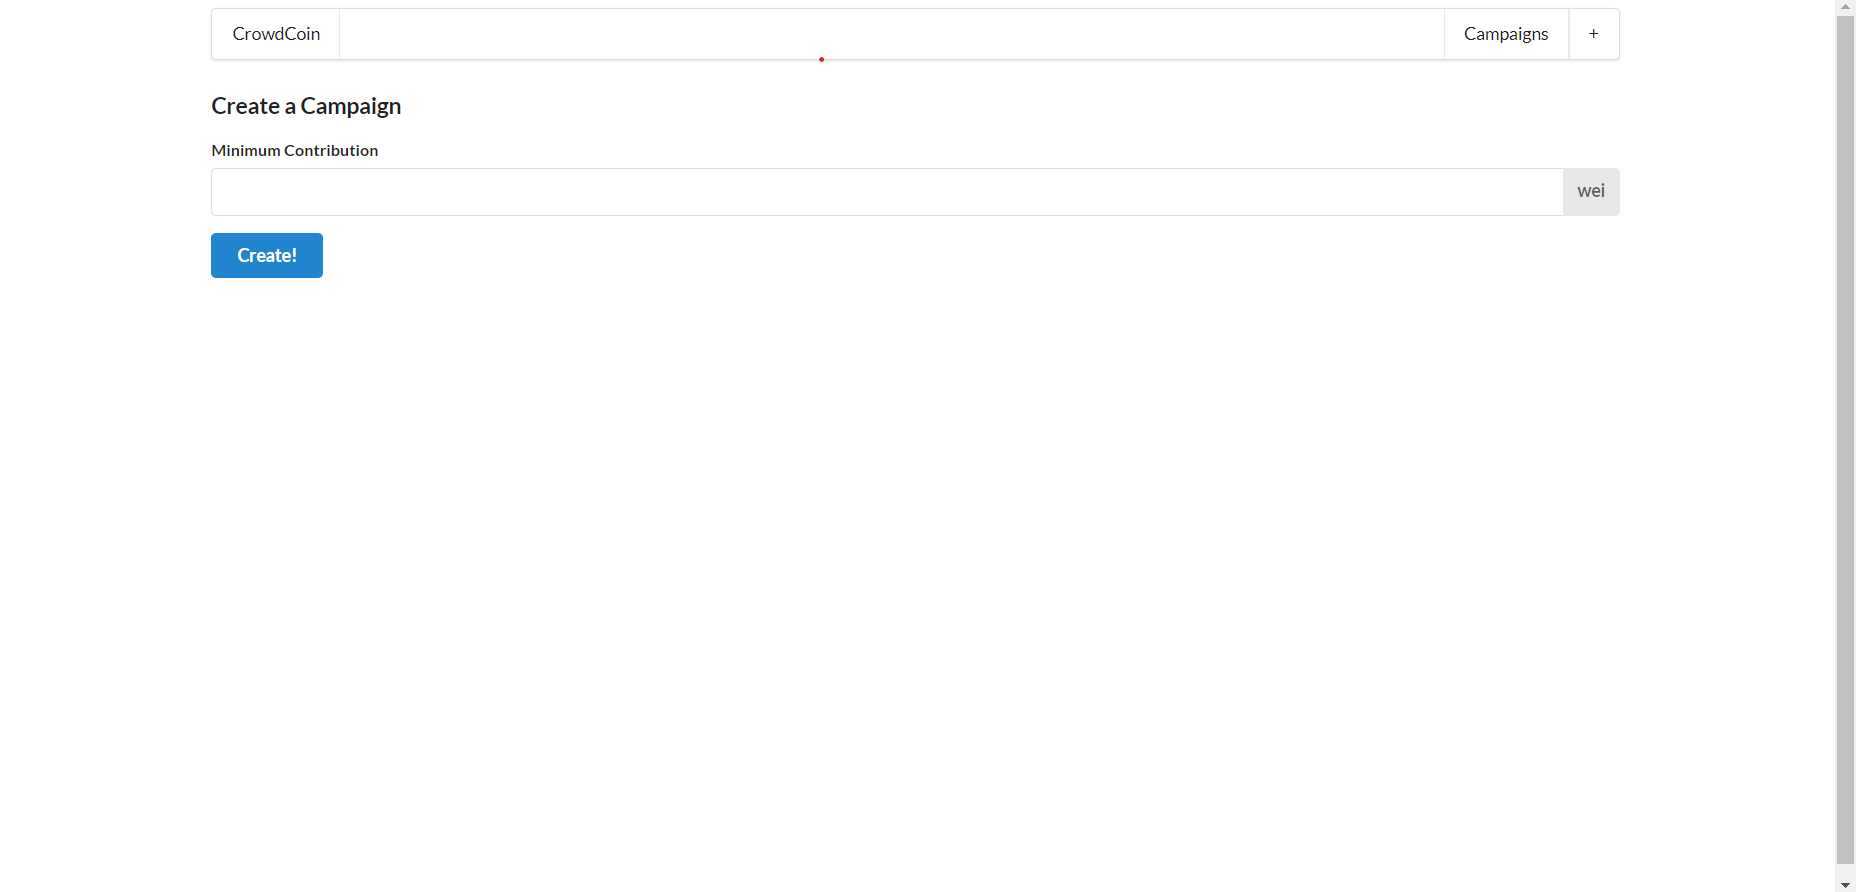 CrowdCoin Campaigns +
Create a Campaign
Minimum Contribution
wei
Create!